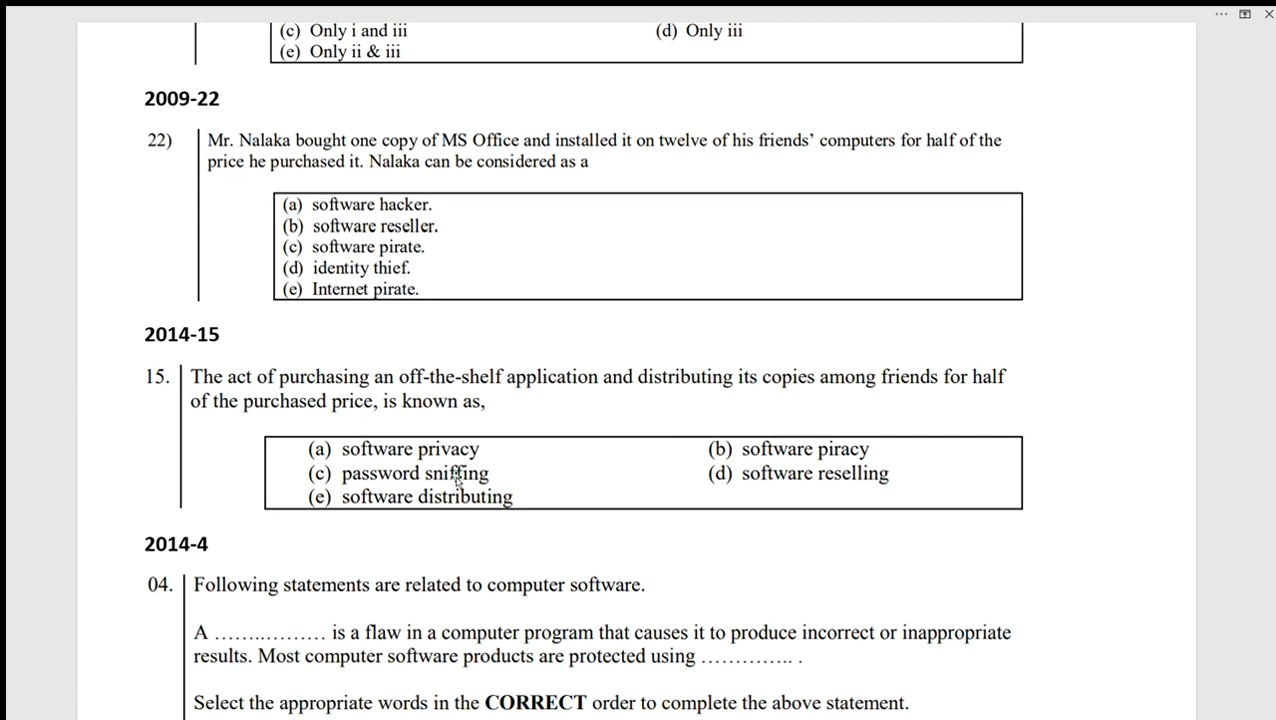 (c) Only i and iii (d) Only iii
(e) Only ii & iii
2009-22
22) Mr. Nalaka bought one copy of MS Office and installed it on twelve of his friends' computers for half of the
price he purchased it. Nalaka can be considered as a
(a) software hacker.
(b) software reseller.
(c) software pirate.
(d) identity thief.
(e) Internet pirate.
2014-15
15. The act of purchasing an off-the-shelf application and distributing its copies among friends for half
of the purchased price, is known as,
(a) software privacy (b) software piracy
(c) password sniffing (d) software reselling
(e) software distributing
2014-4
04. Following statements are related to computer software.
A ……..……… is a flaw in a computer program that causes it to produce incorrect or inappropriate
results. Most computer software products are protected using ………….. .
Select the appropriate words in the CORRECT order to complete the above statement.